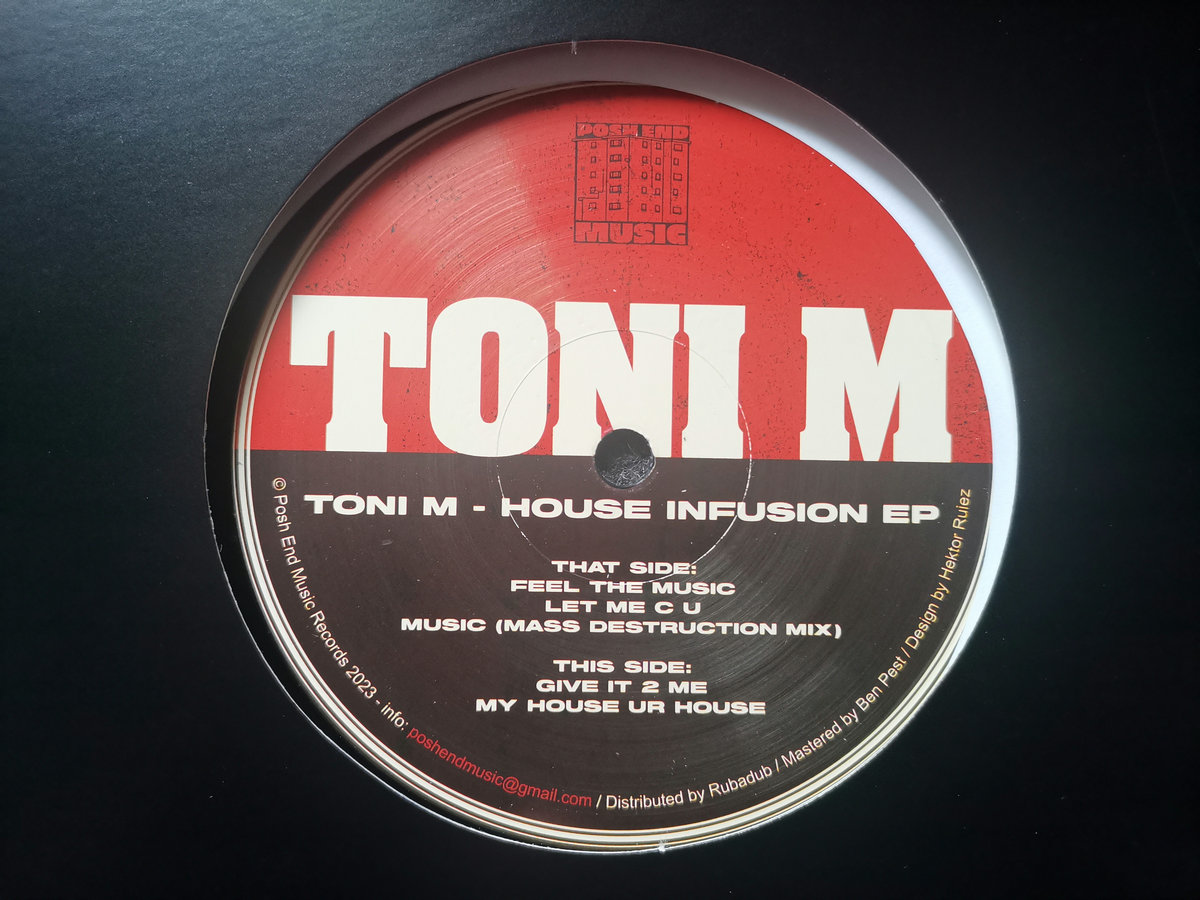 POSH END
MUSIC
TONI M
TONI M - HOUSE INFUSION EP
THAT SIDE:
FEEL THE MUSIC
LET ME C U
MUSIC (MASS DESTRUCTION MIX)
THIS SIDE:
GIVE IT 2 ME
MY HOUSE UR HOUSE
© Posh End Music Records 2023 - info: poshendmusic@gmail.com / Distributed by Rubadub / Mastered by Ben Pest / Design by Hektor Ruiez